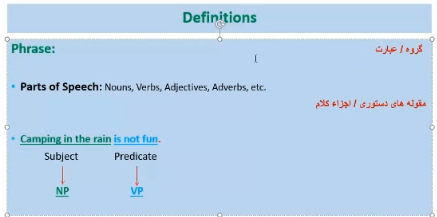 Definitions
Phrase:
گروه / عبارت
• Parts of Speech: Nouns, Verbs, Adjectives, Adverbs, etc.
مقوله های دستوری / اجزاء کلام
• Camping in the rain is not fun.
Subject Predicate
NP VP